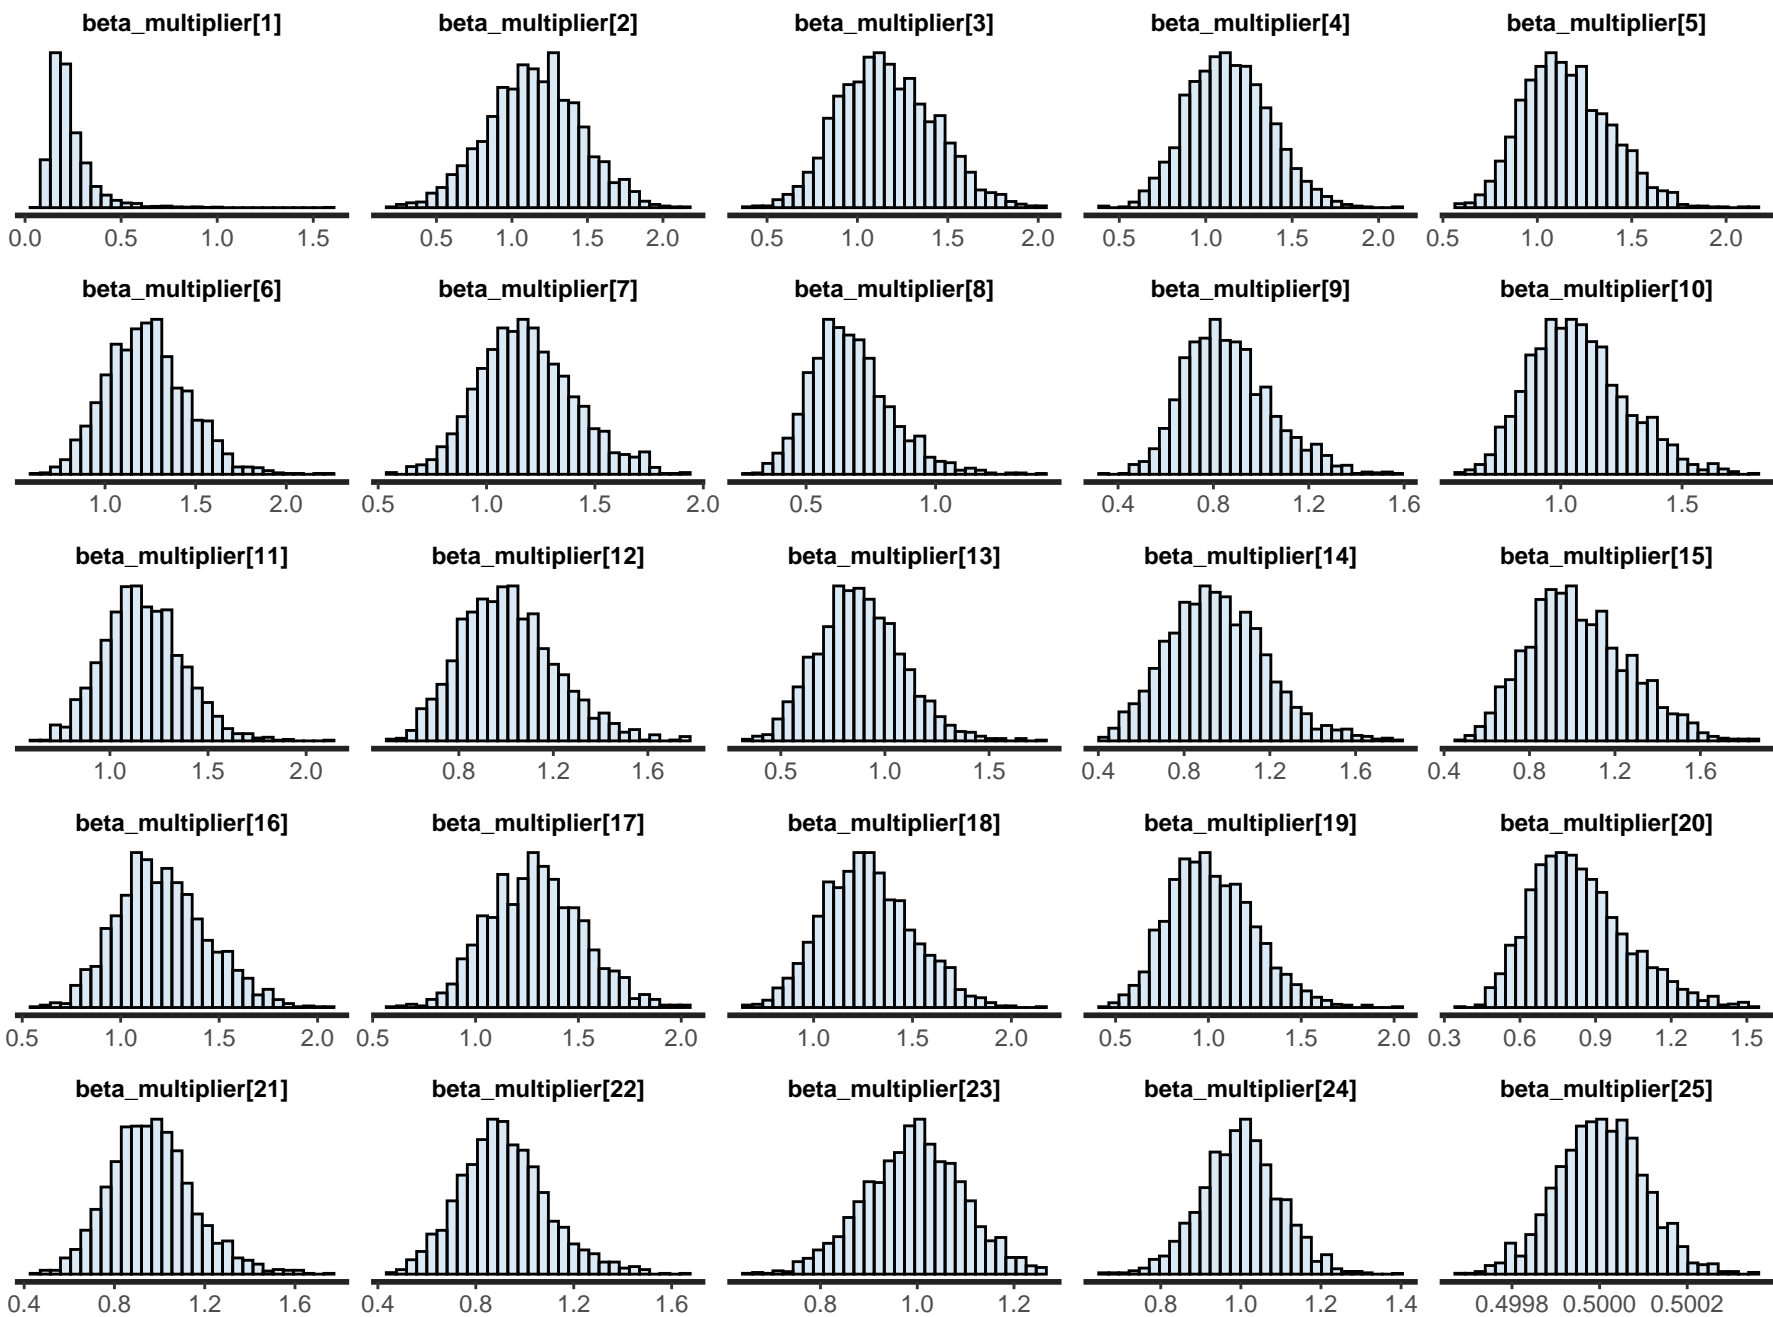 beta_multiplier[1] beta_multiplier[2] beta_multiplier[3] beta_multiplier[4] beta_multiplier[5]
0.0 0.5 1.0 1.5 0.5 1.0 1.5 2.0 0.5 1.0 1.5 2.0 0.5 1.0 1.5 2.0 0.5 1.0 1.5 2.0
beta_multiplier[6] beta_multiplier[7] beta_multiplier[8] beta_multiplier[9] beta_multiplier[10]
1.0 1.5 2.0 0.5 1.0 1.5 2.0 0.5 1.0 0.4 0.8 1.2 1.6 1.0 1.5
beta_multiplier[11] beta_multiplier[12] beta_multiplier[13] beta_multiplier[14] beta_multiplier[15]
1.0 1.5 2.0 0.8 1.2 1.6 0.5 1.0 1.5 0.4 0.8 1.2 1.6 0.4 0.8 1.2 1.6
beta_multiplier[16] beta_multiplier[17] beta_multiplier[18] beta_multiplier[19] beta_multiplier[20]
0.5 1.0 1.5 2.0 0.5 1.0 1.5 2.0 1.0 1.5 2.0 0.5 1.0 1.5 2.0 0.3 0.6 0.9 1.2 1.5
beta_multiplier[21] beta_multiplier[22] beta_multiplier[23] beta_multiplier[24] beta_multiplier[25]
0.4 0.8 1.2 1.6 0.4 0.8 1.2 1.6 0.8 1.0 1.2 0.8 1.0 1.2 1.4 0.4998 0.5000 0.5002